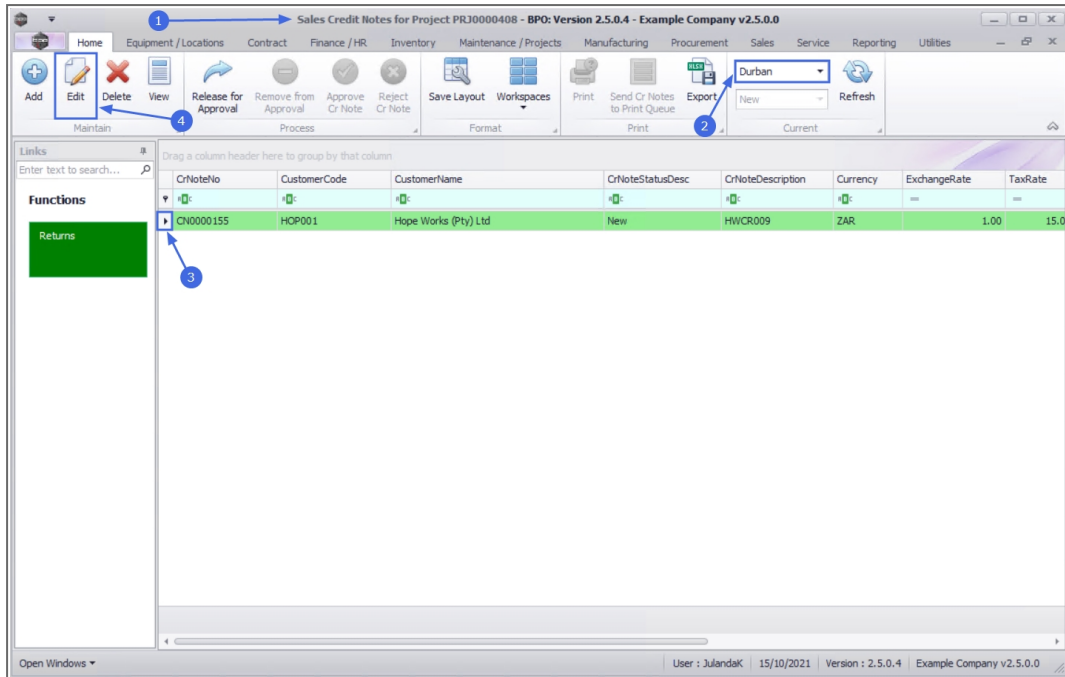 1
Sales Credit Notes for Project PRJ0000408 - BPO: Version 2.5.0.4 - Example Company v2.5.0.0
Home Equipment / Locations Contract Finance / HR Inventory Maintenance / Projects Manufacturing Procurement Sales Service Reporting Utilities
Add Edit Delete View Release for Approval Remove from Approval Approve Cr Note Reject Cr Note Save Layout Workspaces Print Send Cr Notes to Print Queue Export Durban New Refresh
4
2
Maintain Process Format Print Current
Links
Enter text to search...
Functions
Returns
Drag a column header here to group by that column
CrNoteNo CustomerCode CustomerName CrNoteStatusDesc CrNoteDescription Currency ExchangeRate TaxRate
CN0000155 HOP001 Hope Works (Pty) Ltd New HWCR009 ZAR 1.00 15.0
3
Open Windows User : JulandaK 15/10/2021 Version : 2.5.0.4 Example Company v2.5.0.0